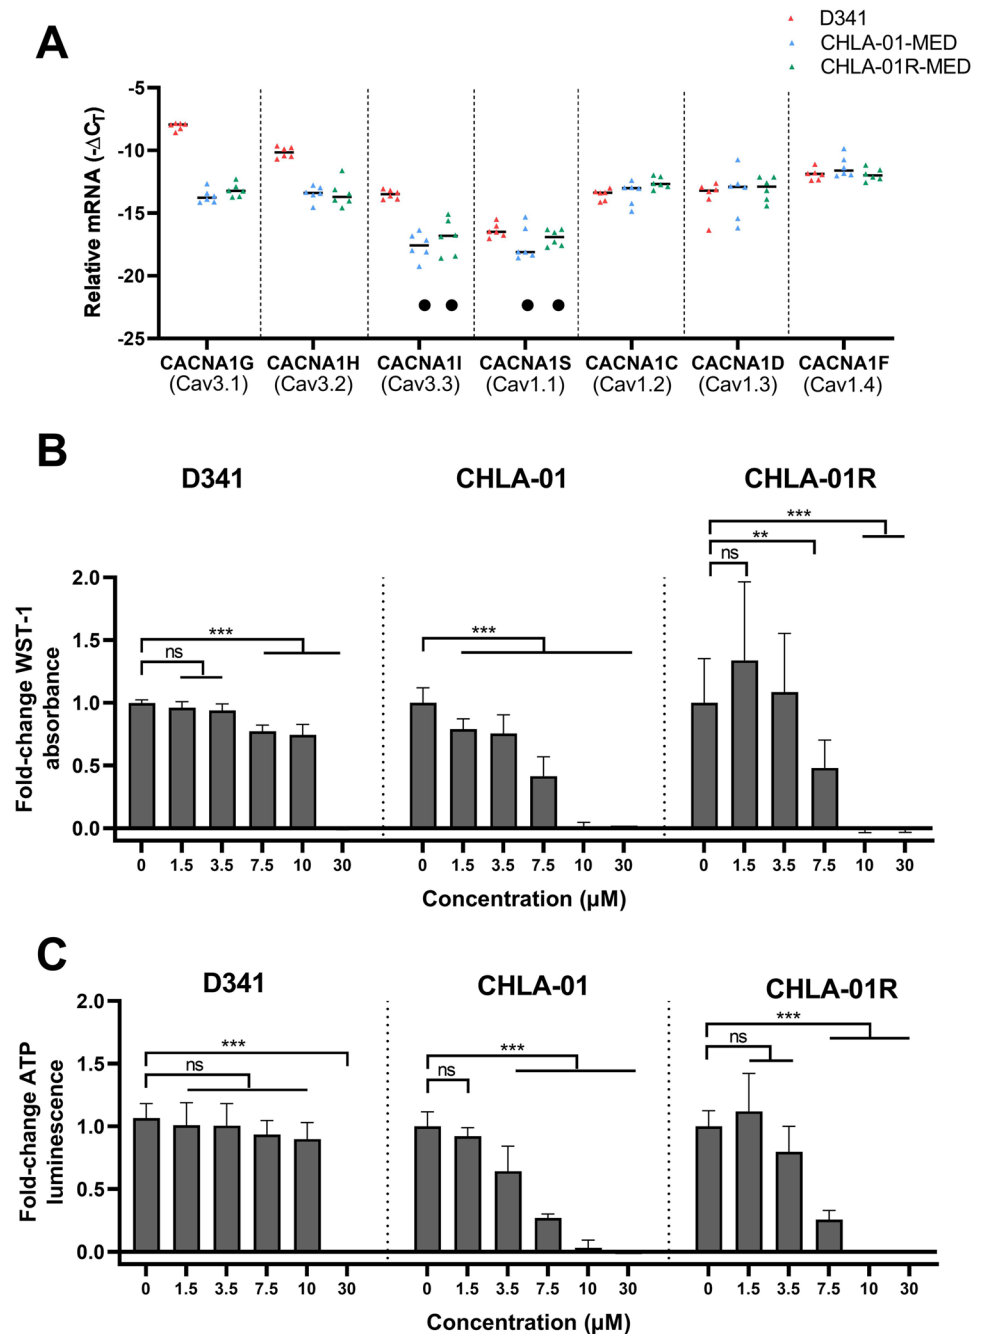 A
D341
CHLA-01-MED
CHLA-01R-MED
Relative mRNA (-ΔCT)
-5
-10
-15
-20
-25
CACNA1G CACNA1H CACNA1I CACNA1S CACNA1C CACNA1D CACNA1F
(Cav3.1) (Cav3.2) (Cav3.3) (Cav1.1) (Cav1.2) (Cav1.3) (Cav1.4)
B
D341 CHLA-01 CHLA-01R
Fold-change WST-1
absorbance
2.0
1.5
1.0
0.5
0.0
***
ns
***
***
**
ns
0 1.5 3.5 7.5 10 30 0 1.5 3.5 7.5 10 30 0 1.5 3.5 7.5 10 30
Concentration (µM)
C
D341 CHLA-01 CHLA-01R
Fold-change ATP
luminescence
2.0
1.5
1.0
0.5
0.0
***
ns
***
ns
***
ns
0 1.5 3.5 7.5 10 30 0 1.5 3.5 7.5 10 30 0 1.5 3.5 7.5 10 30
Concentration (µM)